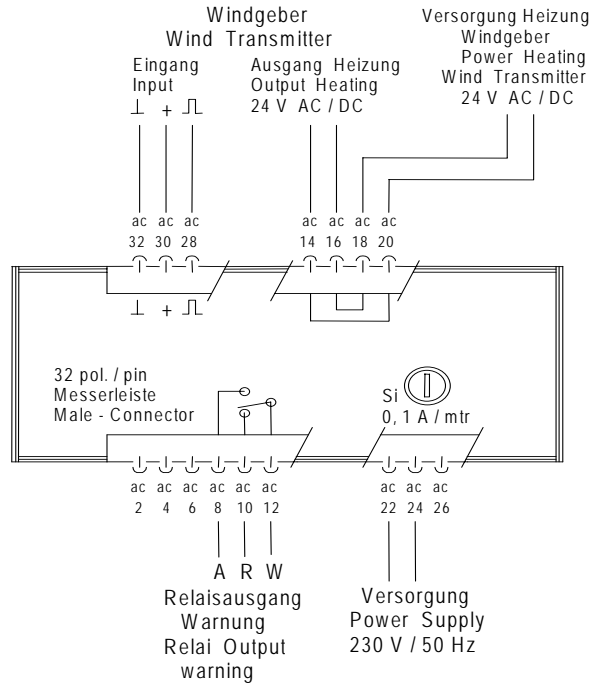 Windgeber
Wind Transmitter
Eingang
Input
⊥ + ⎍
Ausgang Heizung
Output Heating
24 V AC / DC
Versorgung Heizung
Windgeber
Power Heating
Wind Transmitter
24 V AC / DC
ac ac ac ac ac ac ac
32 30 28 14 16 18 20
⊥ + ⎍
32 pol. / pin
Messerleiste
Male - Connector
Si
0, 1 A / mtr
ac ac ac ac ac ac ac ac ac
2 4 6 8 10 12 22 24 26
A R W
Relaisausgang
Warnung
Relai Output
warning
Versorgung
Power Supply
230 V / 50 Hz